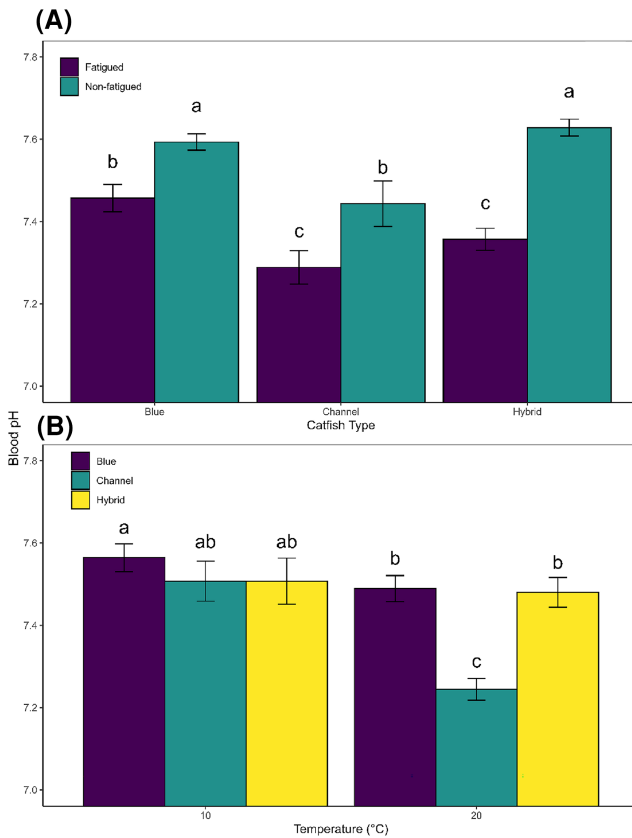 (A)
Fatigued
Non-fatigued
a
a
b
b
c
c
7.8
7.6
7.4
7.2
7.0
Blue Channel Hybrid
Catfish Type
Blood pH
(B)
Blue
Channel
Hybrid
a ab ab b c b
7.8
7.6
7.4
7.2
7.0
10 20
Temperature (°C)